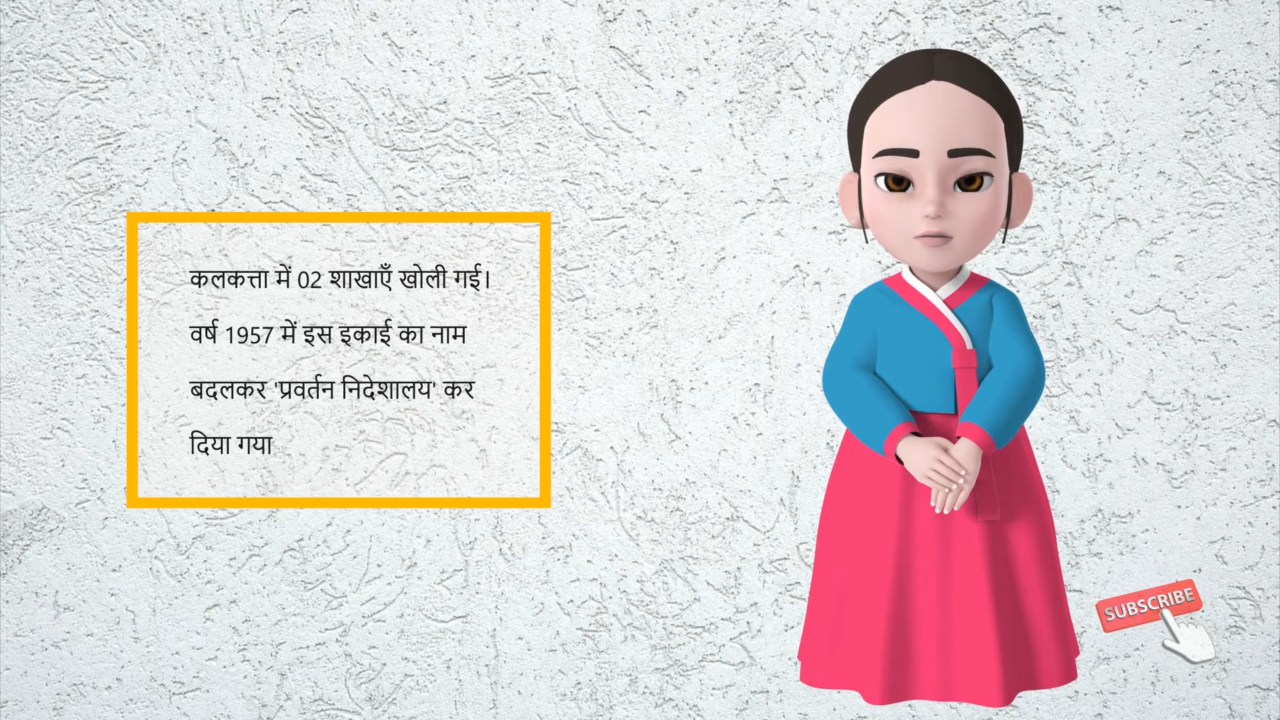 कलकत्ता में 02 शाखाएँ खोली गई।
वर्ष 1957 में इस इकाई का नाम
बदलकर 'प्रवर्तन निदेशालय' कर
दिया गया
SUBSCRIBE